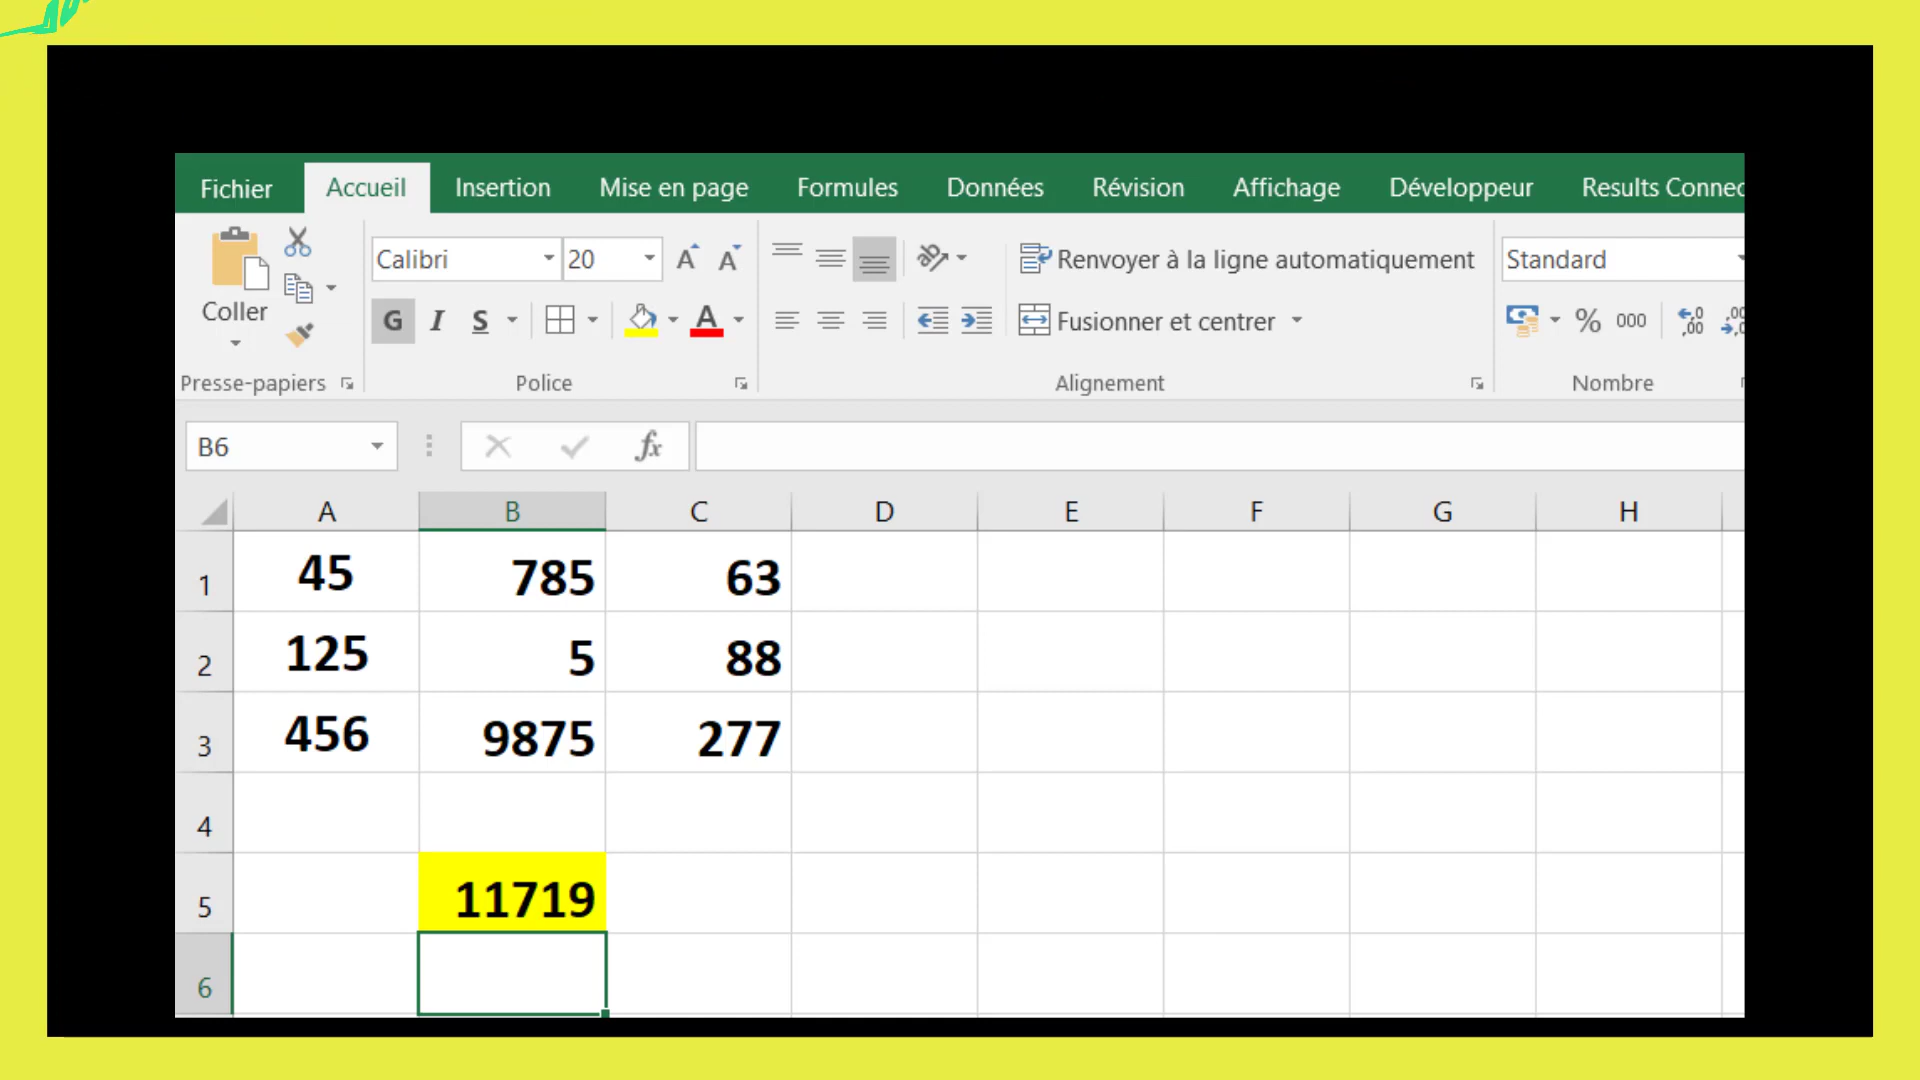 Fichier Accueil Insertion Mise en page Formules Données Révision Affichage Développeur Results Connec
Coller
Calibri 20 A A
Renvoyer à la ligne automatiquement
Standard
G I S A
Fusionner et centrer
% 000 ,0 ,00
Presse-papiers Police Alignement Nombre
B6 fx
A B C D E F G H
1 45 785 63
2 125 5 88
3 456 9875 277
4
5 11719
6